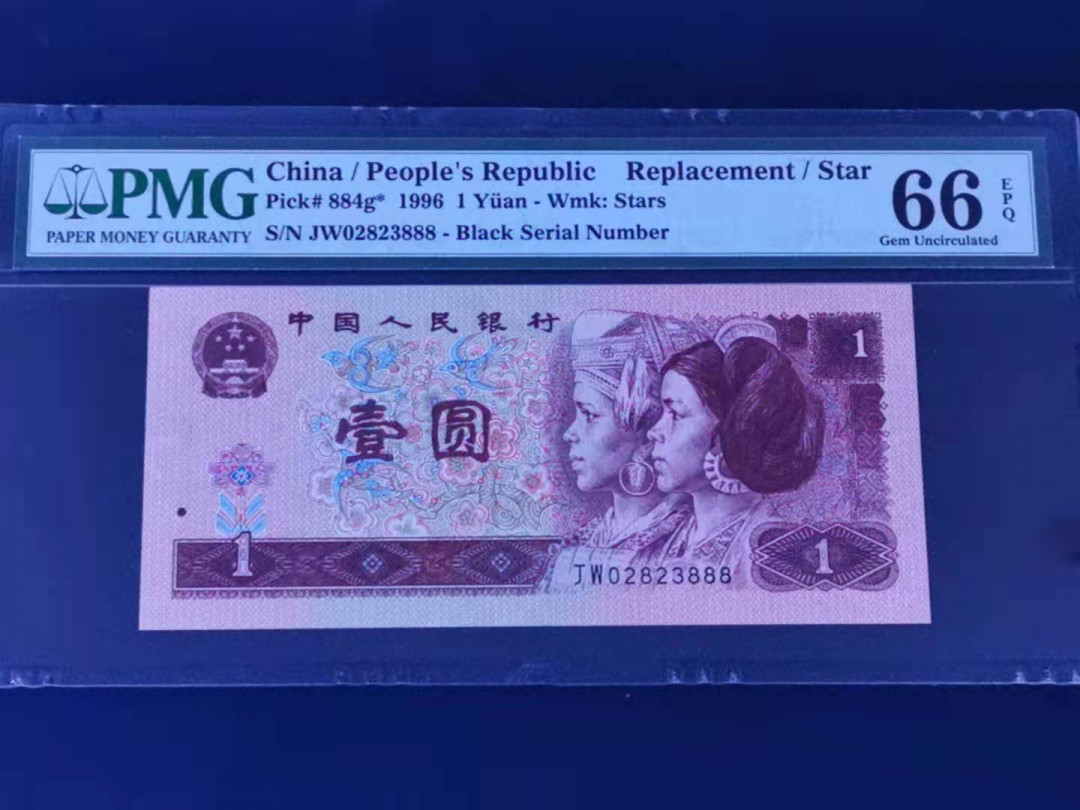 PMG
PAPER MONEY GUARANTY
China / People's Republic Replacement / Star
Pick# 884g* 1996 1 Yüan - Wmk: Stars
S/N JW02823888 - Black Serial Number
66
EPQ
Gem Uncirculated
中国人民银行
1
壹圆
1
JW02823888
1